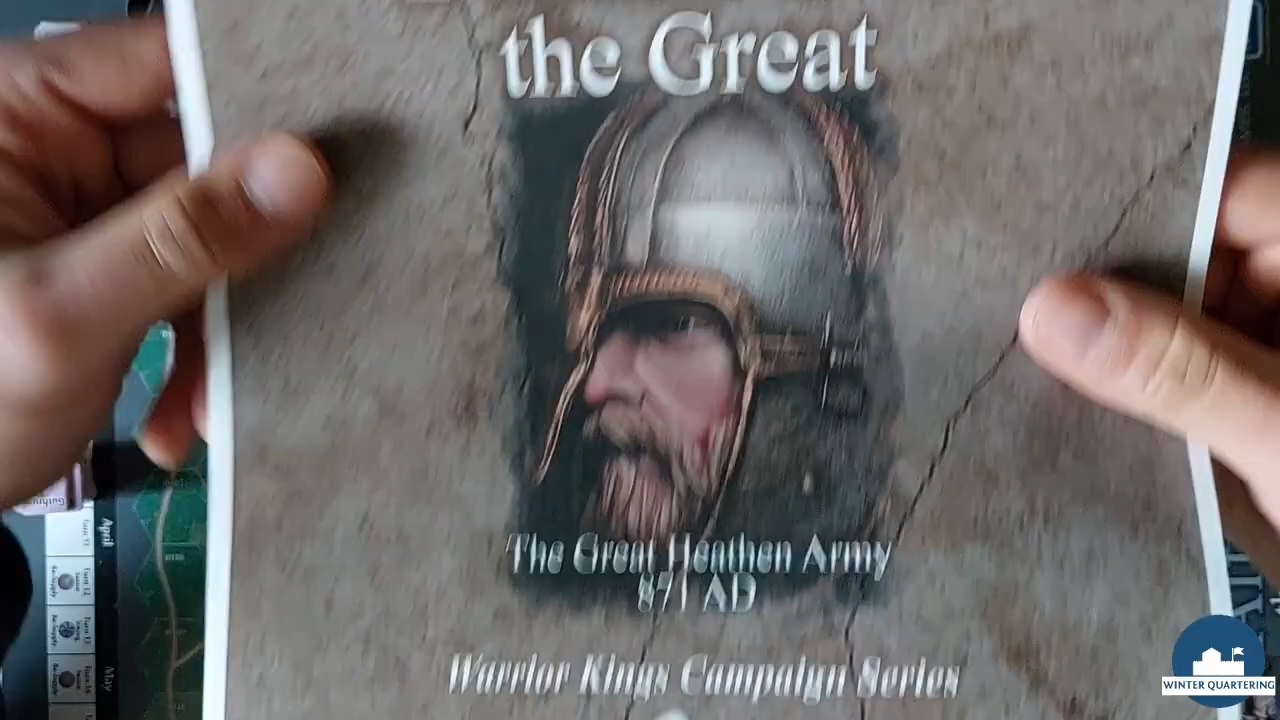 the Great
The Great Heathen Army
871 AD
Warrior Kings Campaign Series
April
May
WINTER QUARTERING